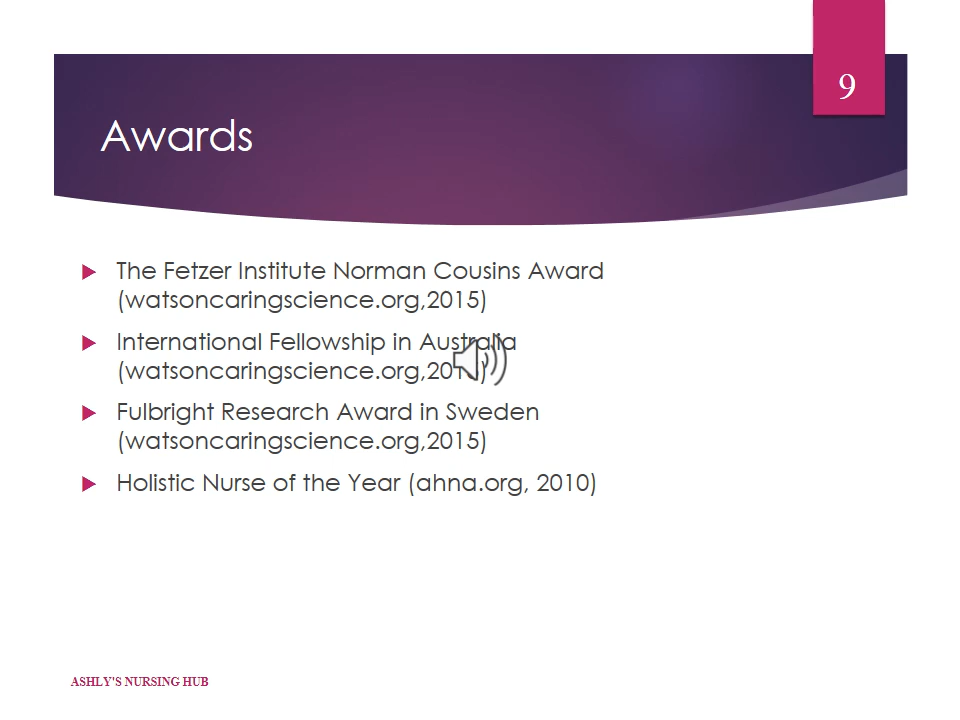 9
Awards
The Fetzer Institute Norman Cousins Award
(watsoncaringscience.org,2015)
International Fellowship in Australia
(watsoncaringscience.org,
Fulbright Research Award in Sweden
(watsoncaringscience.org,2015)
Holistic Nurse of the Year (ahna.org, 2010)
ASHLY'S NURSING HUB